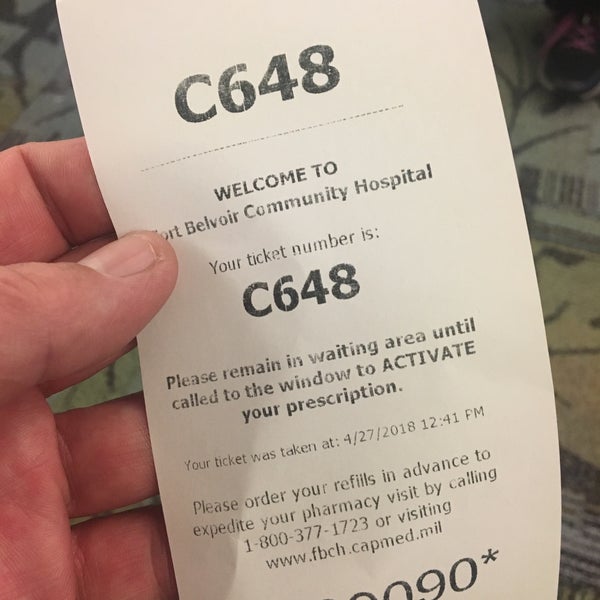 C648
WELCOME TO
ort Belvoir Community Hospital
Your ticket number is:
C648
Please remain in waiting area until
called to the window to ACTIVATE
your prescription.
Your ticket was taken at: 4/27/2018 12:41 PM
Please order your refills in advance to
expedite your pharmacy visit by calling
1-800-377-1723 or visiting
www.fbch.capmed.mil
0090*